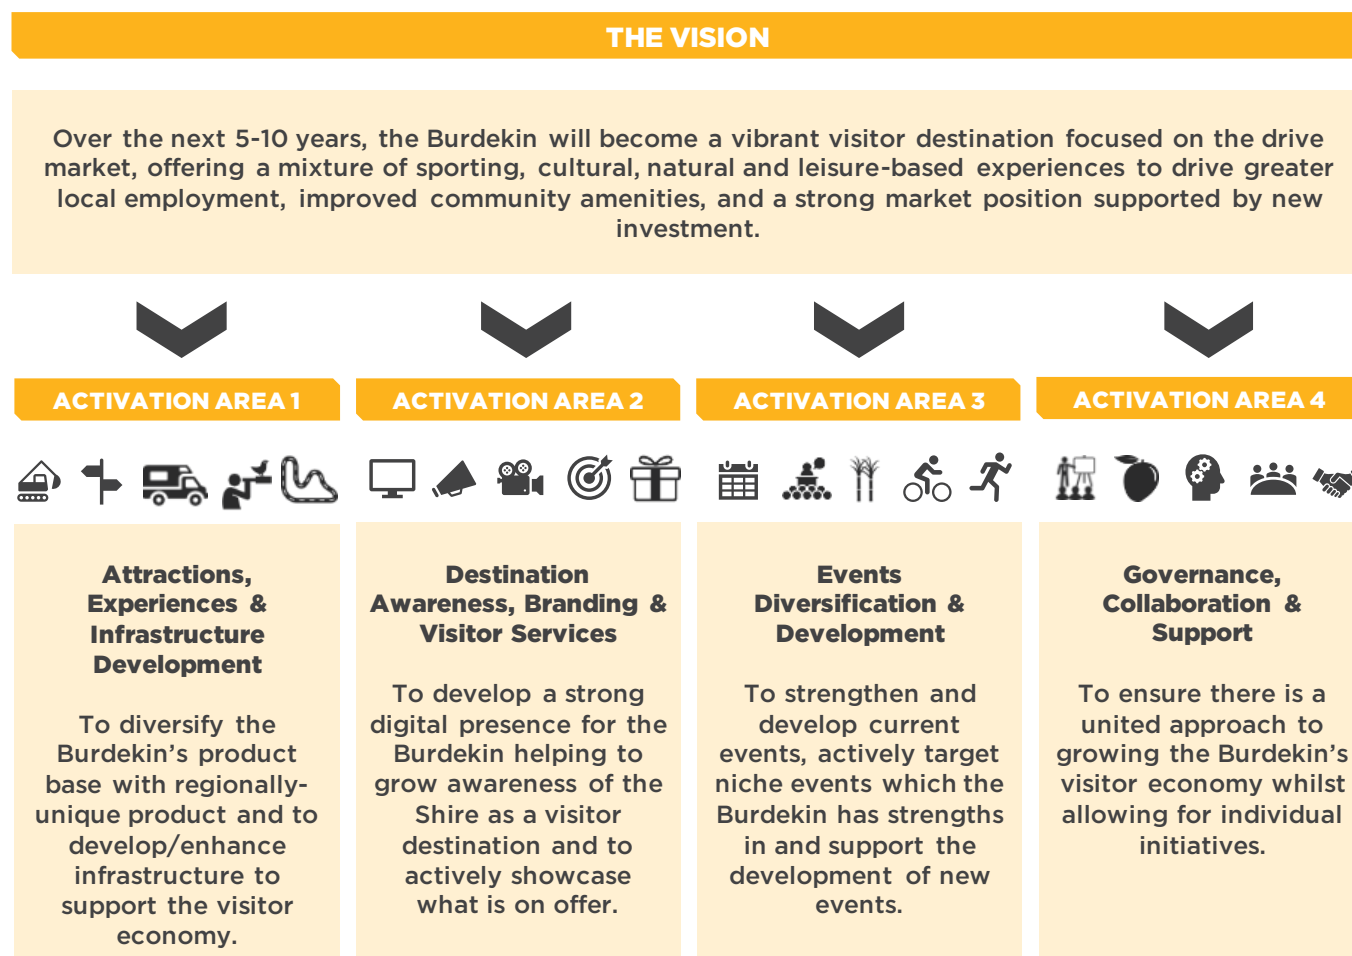 THE VISION
Over the next 5-10 years, the Burdekin will become a vibrant visitor destination focused on the drive
market, offering a mixture of sporting, cultural, natural and leisure-based experiences to drive greater
local employment, improved community amenities, and a strong market position supported by new
investment.
ACTIVATION AREA 1
Attractions,
Experiences &
Infrastructure
Development
To diversify the
Burdekin’s product
base with regionally-
unique product and to
develop/enhance
infrastructure to
support the visitor
economy.
ACTIVATION AREA 2
Destination
Awareness, Branding &
Visitor Services
To develop a strong
digital presence for the
Burdekin helping to
grow awareness of the
Shire as a visitor
destination and to
actively showcase
what is on offer.
ACTIVATION AREA 3
Events
Diversification &
Development
To strengthen and
develop current
events, actively target
niche events which the
Burdekin has strengths
in and support the
development of new
events.
ACTIVATION AREA 4
Governance,
Collaboration &
Support
To ensure there is a
united approach to
growing the Burdekin’s
visitor economy whilst
allowing for individual
initiatives.